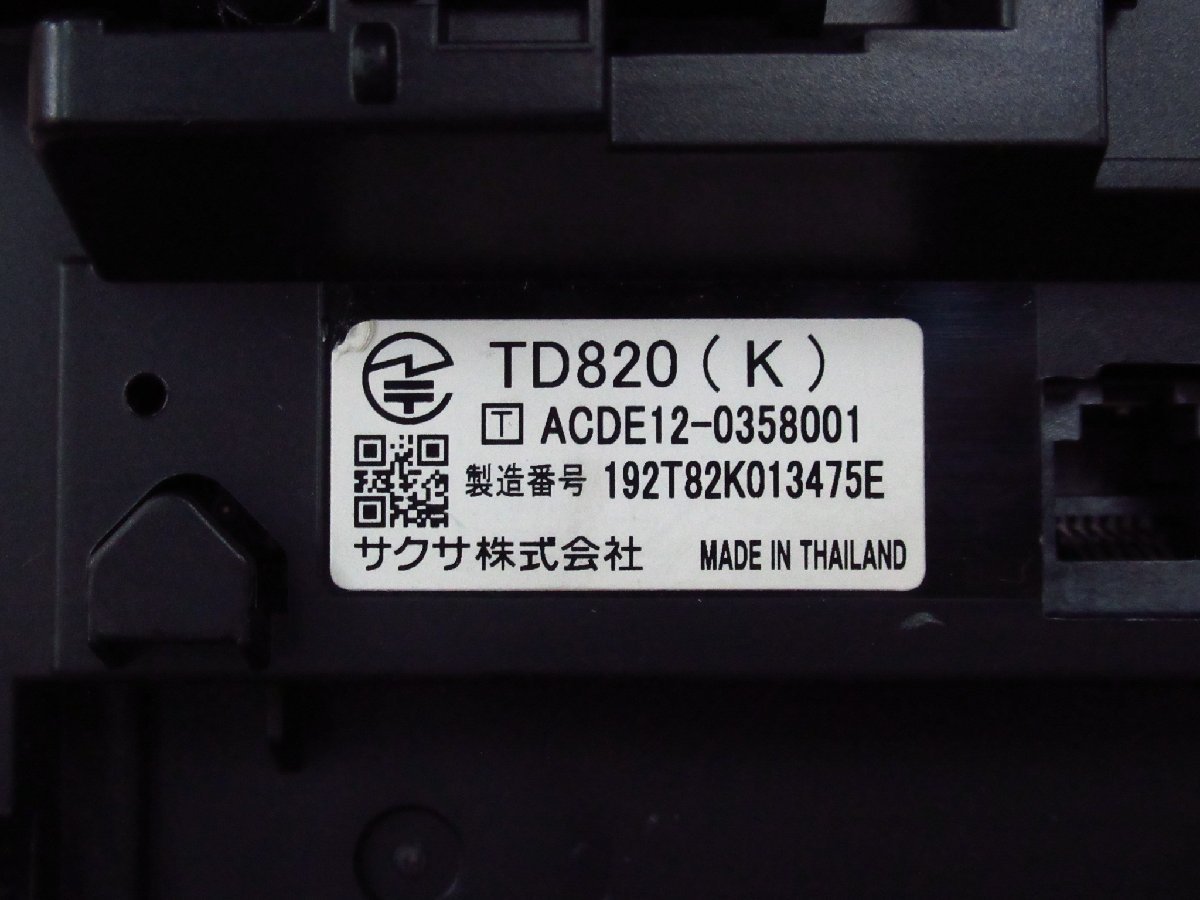 TD820 ( K )
T ACDE12-0358001
製造番号 192T82K013475E
サクサ株式会社 MADE IN THAILAND